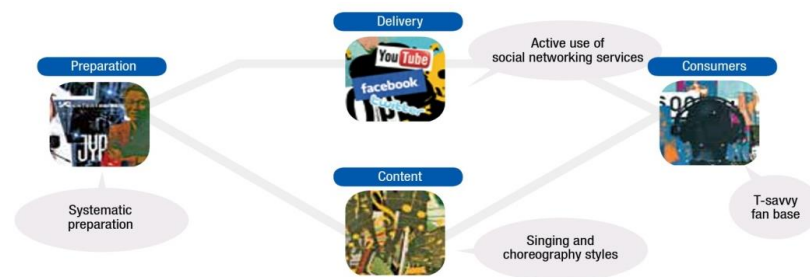 Delivery
YouTube
facebook
twitter
Active use of
social networking services
Preparation
JYP
Systematic
preparation
Consumers
T-savvy
fan base
Content
Singing and
choreography styles